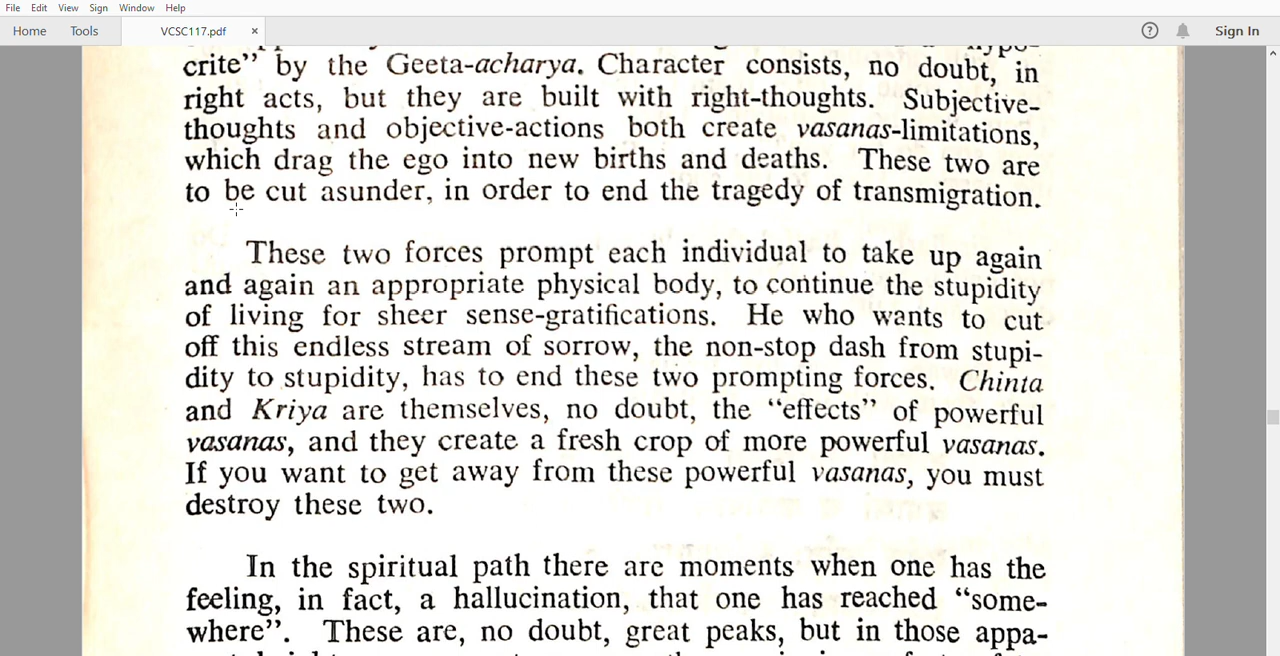 File Edit View Sign Window Help
Home Tools VCSC117.pdf × ? Sign In
hypo-
crite” by the Geeta-acharya. Character consists, no doubt, in
right acts, but they are built with right-thoughts. Subjective-
thoughts and objective-actions both create vasanas-limitations,
which drag the ego into new births and deaths. These two are
to be cut asunder, in order to end the tragedy of transmigration.
These two forces prompt each individual to take up again
and again an appropriate physical body, to continue the stupidity
of living for sheer sense-gratifications. He who wants to cut
off this endless stream of sorrow, the non-stop dash from stupi-
dity to stupidity, has to end these two prompting forces. Chinta
and Kriya are themselves, no doubt, the “effects” of powerful
vasanas, and they create a fresh crop of more powerful vasanas.
If you want to get away from these powerful vasanas, you must
destroy these two.
In the spiritual path there are moments when one has the
feeling, in fact, a hallucination, that one has reached “some-
where”. These are, no doubt, great peaks, but in those appa-